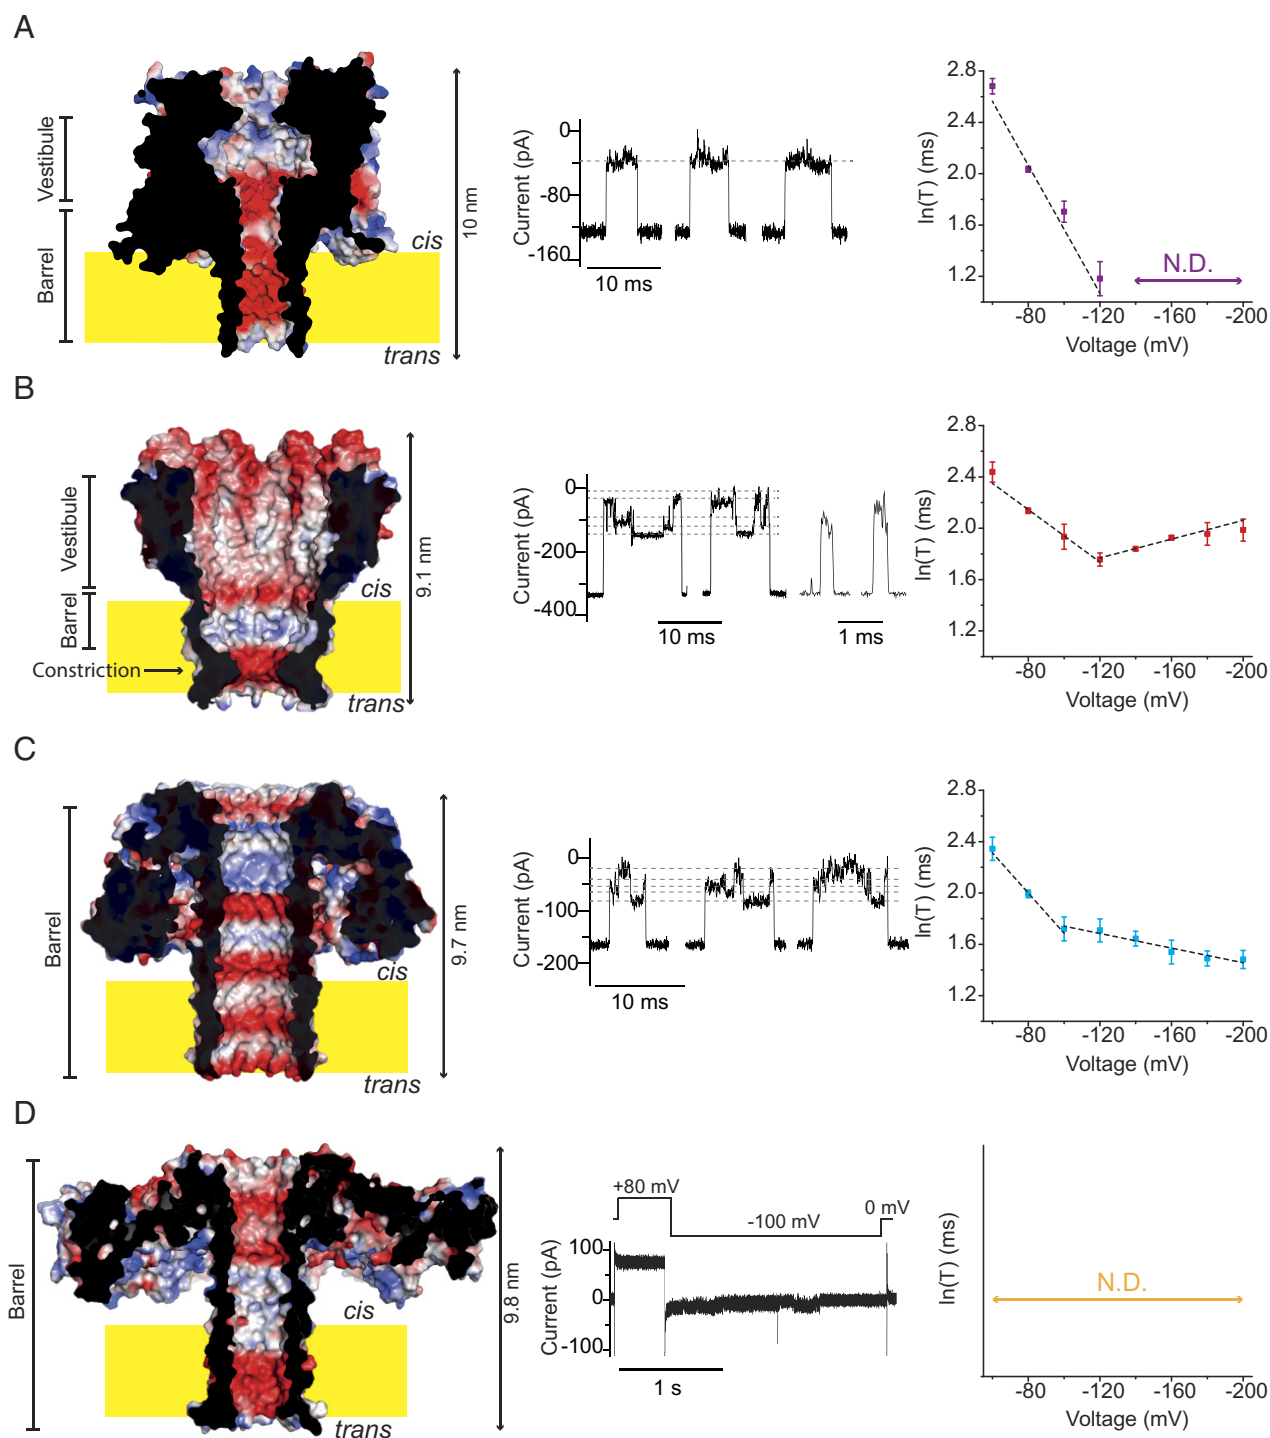 A
Vestibule
Barrel
10 nm
cis
trans
Current (pA)
0
-80
-160
10 ms
ln(T) (ms)
2.8
2.4
2.0
1.6
1.2
N.D.
-80
-120
-160
-200
Voltage (mV)
B
Vestibule
Barrel
Constriction
9.1 nm
cis
trans
Current (pA)
0
-200
-400
10 ms
1 ms
ln(T) (ms)
2.8
2.4
2.0
1.6
1.2
-80
-120
-160
-200
Voltage (mV)
C
Barrel
9.7 nm
cis
trans
Current (pA)
0
-100
-200
10 ms
ln(T) (ms)
2.8
2.4
2.0
1.6
1.2
-80
-120
-160
-200
Voltage (mV)
D
Barrel
9.8 nm
cis
trans
+80 mV
-100 mV
0 mV
Current (pA)
100
0
-100
1 s
ln(T) (ms)
N.D.
-80
-120
-160
-200
Voltage (mV)